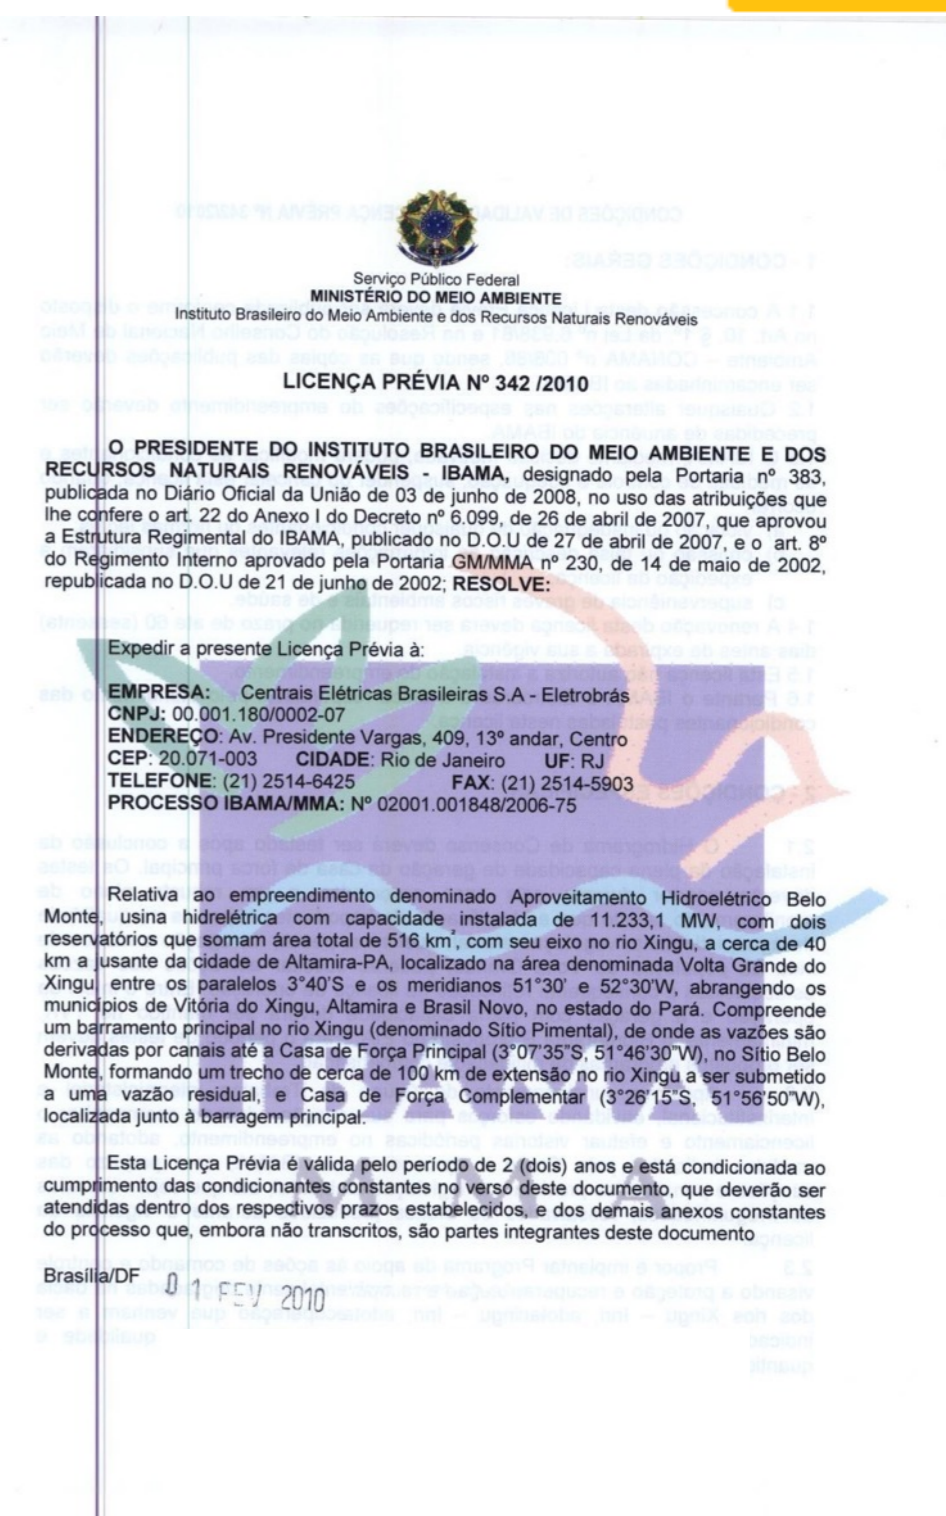 Serviço Público Federal
MINISTÉRIO DO MEIO AMBIENTE
Instituto Brasileiro do Meio Ambiente e dos Recursos Naturais Renováveis
LICENÇA PRÉVIA Nº 342 /2010
O PRESIDENTE DO INSTITUTO BRASILEIRO DO MEIO AMBIENTE E DOS
RECURSOS NATURAIS RENOVÁVEIS - IBAMA, designado pela Portaria nº 383,
publicada no Diário Oficial da União de 03 de junho de 2008, no uso das atribuições que
lhe confere o art. 22 do Anexo I do Decreto nº 6.099, de 26 de abril de 2007, que aprovou
a Estrutura Regimental do IBAMA, publicado no D.O.U de 27 de abril de 2007, e o art. 8º
do Regimento Interno aprovado pela Portaria GM/MMA nº 230, de 14 de maio de 2002,
republicada no D.O.U de 21 de junho de 2002; RESOLVE:
Expedir a presente Licença Prévia à:
EMPRESA: Centrais Elétricas Brasileiras S.A - Eletrobrás
CNPJ: 00.001.180/0002-07
ENDEREÇO: Av. Presidente Vargas, 409, 13º andar, Centro
CEP: 20.071-003 CIDADE: Rio de Janeiro UF: RJ
TELEFONE: (21) 2514-6425 FAX: (21) 2514-5903
PROCESSO IBAMA/MMA: Nº 02001.001848/2006-75
Relativa ao empreendimento denominado Aproveitamento Hidroelétrico Belo
Monte, usina hidrelétrica com capacidade instalada de 11.233,1 MW, com dois
reservatórios que somam área total de 516 km², com seu eixo no rio Xingu, a cerca de 40
km a jusante da cidade de Altamira-PA, localizado na área denominada Volta Grande do
Xingu, entre os paralelos 3°40'S e os meridianos 51°30' e 52°30'W, abrangendo os
municípios de Vitória do Xingu, Altamira e Brasil Novo, no estado do Pará. Compreende
um barramento principal no rio Xingu (denominado Sítio Pimental), de onde as vazões são
derivadas por canais até a Casa de Força Principal (3°07'35"S, 51°46'30"W), no Sítio Belo
Monte, formando um trecho de cerca de 100 km de extensão no rio Xingu a ser submetido
a uma vazão residual, e Casa de Força Complementar (3°26'15"S, 51°56'50"W),
localizada junto à barragem principal.
Esta Licença Prévia é válida pelo período de 2 (dois) anos e está condicionada ao
cumprimento das condicionantes constantes no verso deste documento, que deverão ser
atendidas dentro dos respectivos prazos estabelecidos, e dos demais anexos constantes
do processo que, embora não transcritos, são partes integrantes deste documento
Brasília/DF 01 FEV 2010
IBAMA
MMA